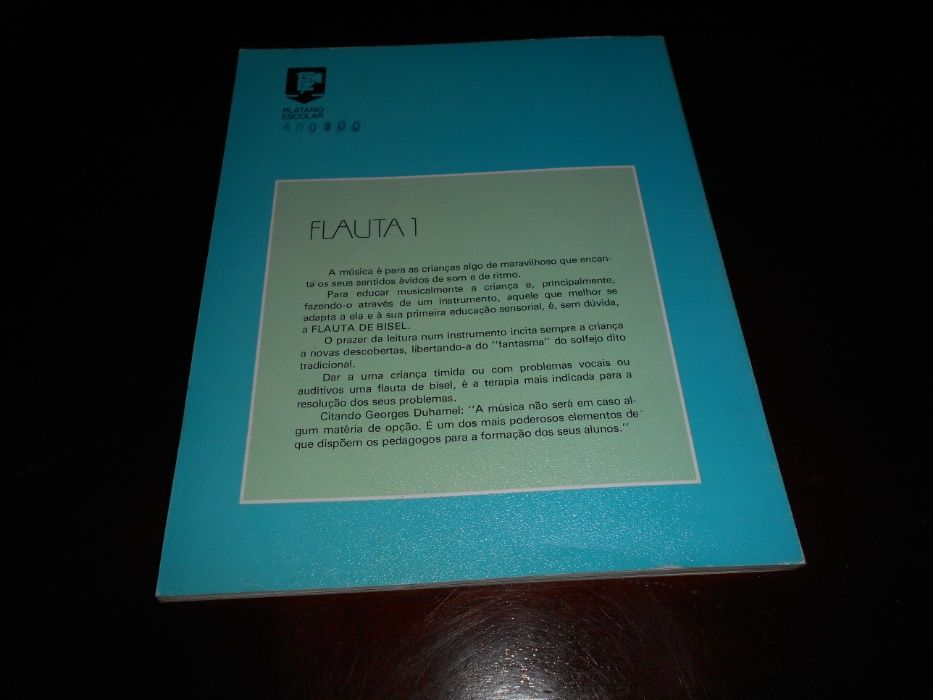 PLATANO
ESCOLAR
400$00
FLAUTA 1
A música é para as crianças algo de maravilhoso que encan-
ta os seus sentidos ávidos de som e de ritmo.
Para educar musicalmente a criança e, principalmente,
fazendo-o através de um instrumento, aquele que melhor se
adapta a ela e à sua primeira educação sensorial, é, sem dúvida,
a FLAUTA DE BISEL.
O prazer da leitura num instrumento incita sempre a criança
a novas descobertas, libertando-a do "fantasma" do solfejo dito
tradicional.
Dar a uma criança tímida ou com problemas vocais ou
auditivos uma flauta de bisel, é a terapia mais indicada para a
resolução dos seus problemas.
Citando Georges Duhamel: "A música não será em caso al-
gum matéria de opção. É um dos mais poderosos elementos de
que dispõem os pedagogos para a formação dos seus alunos."